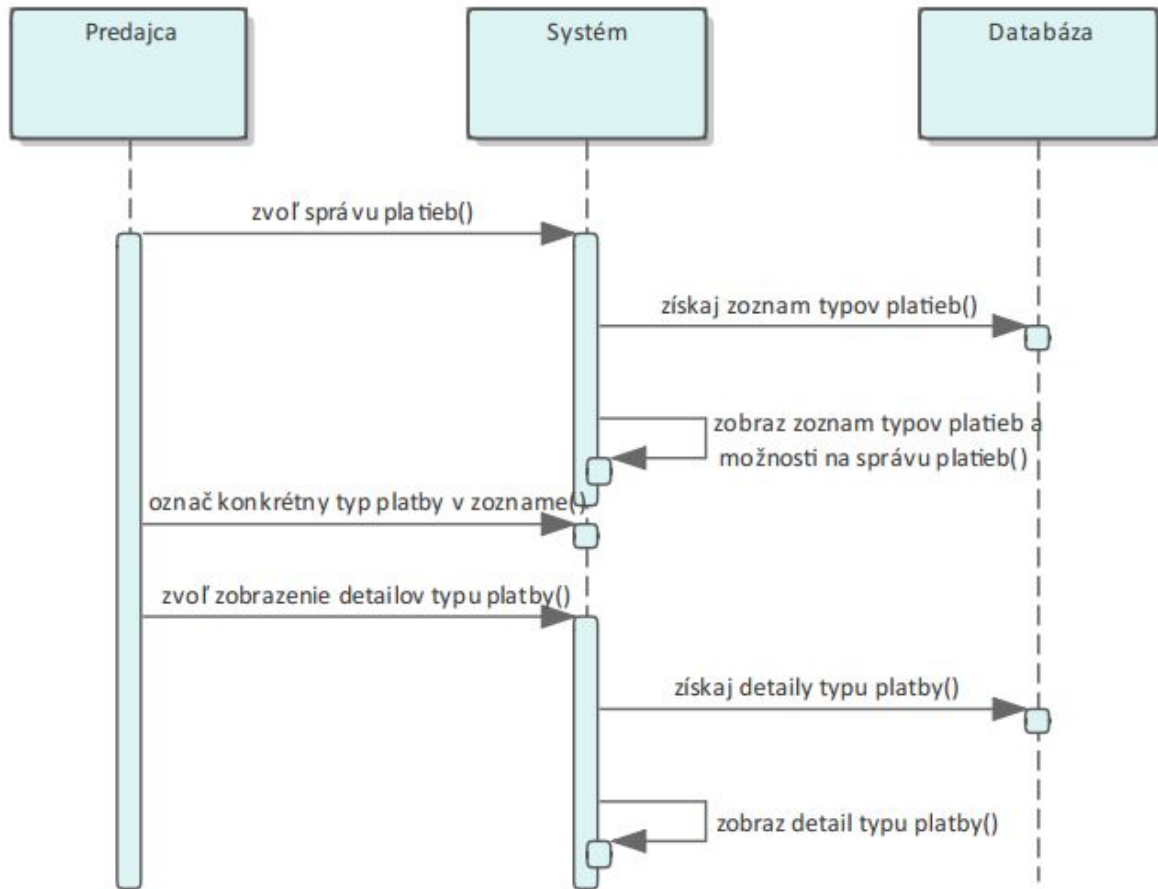 Predajca
Systém
Databáza
zvoľ správu platieb()
získaj zoznam typov platieb()
zobraz zoznam typov platieb a
možnosti na správu platieb()
označ konkrétny typ platby v zozname()
zvoľ zobrazenie detailov typu platby()
získaj detaily typu platby()
zobraz detail typu platby()